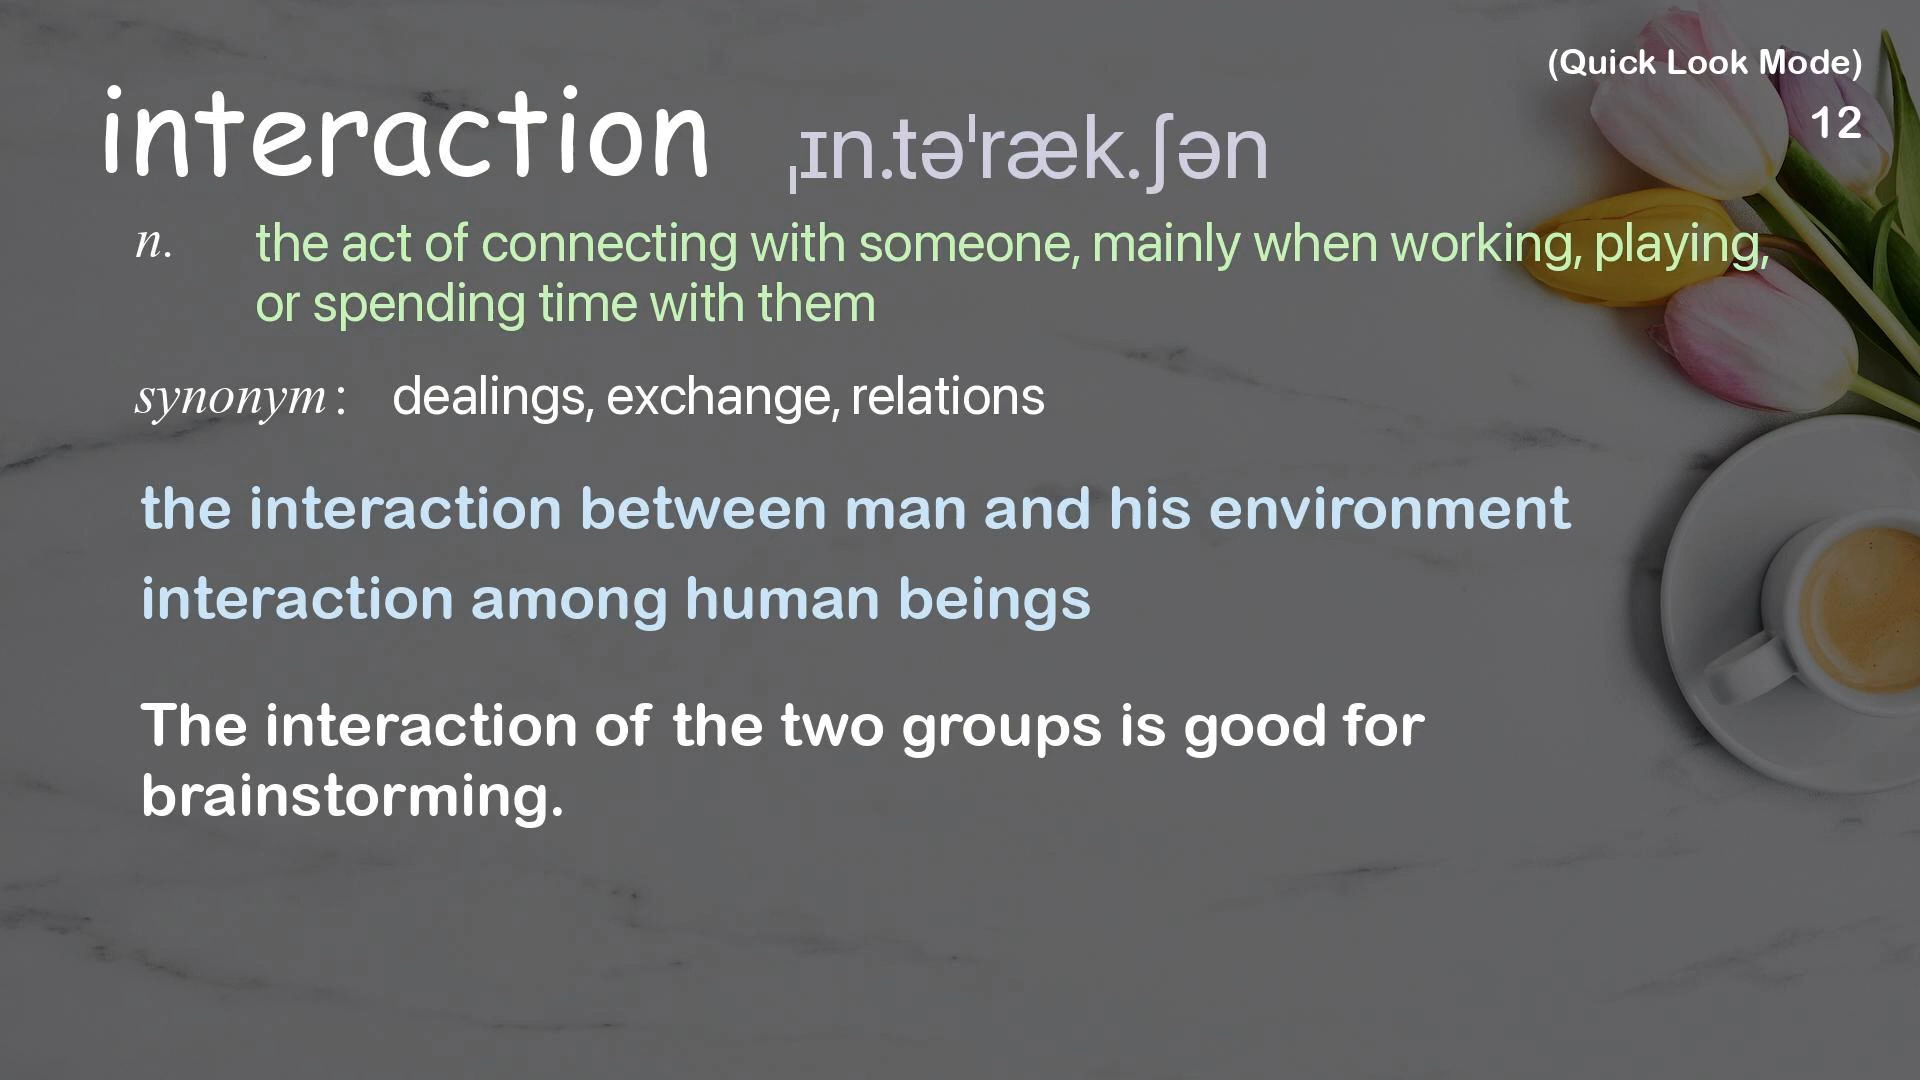 (Quick Look Mode)
12
interaction ˌɪn.təˈræk.ʃən
n. the act of connecting with someone, mainly when working, playing,
or spending time with them
synonym : dealings, exchange, relations
the interaction between man and his environment
interaction among human beings
The interaction of the two groups is good for
brainstorming.